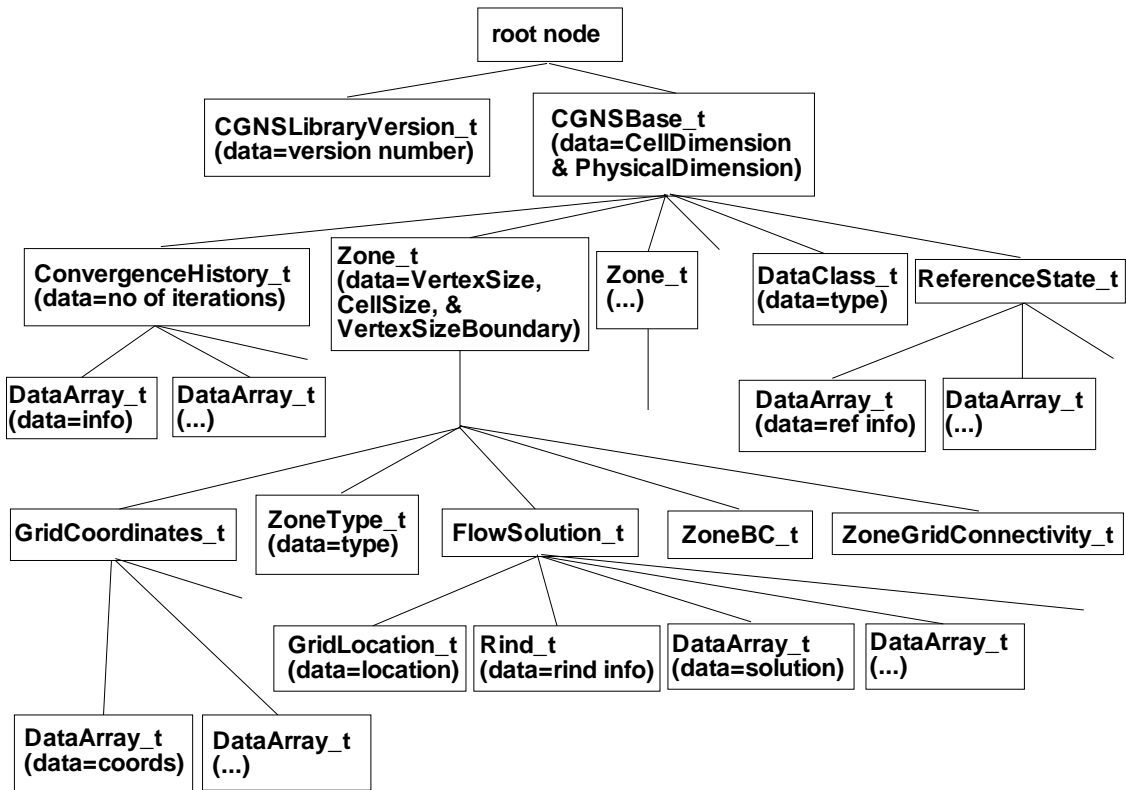 root node
CGNSLibraryVersion_t
(data=version number)
CGNSBase_t
(data=CellDimension
& PhysicalDimension)
ConvergenceHistory_t
(data=no of iterations)
Zone_t
(data=VertexSize,
CellSize, &
VertexSizeBoundary)
Zone_t
(...)
DataClass_t
(data=type)
ReferenceState_t
DataArray_t
(data=info)
DataArray_t
(...)
DataArray_t
(data=ref info)
DataArray_t
(...)
GridCoordinates_t
ZoneType_t
(data=type)
FlowSolution_t
ZoneBC_t
ZoneGridConnectivity_t
GridLocation_t
(data=location)
Rind_t
(data=rind info)
DataArray_t
(data=solution)
DataArray_t
(...)
DataArray_t
(data=coords)
DataArray_t
(...)